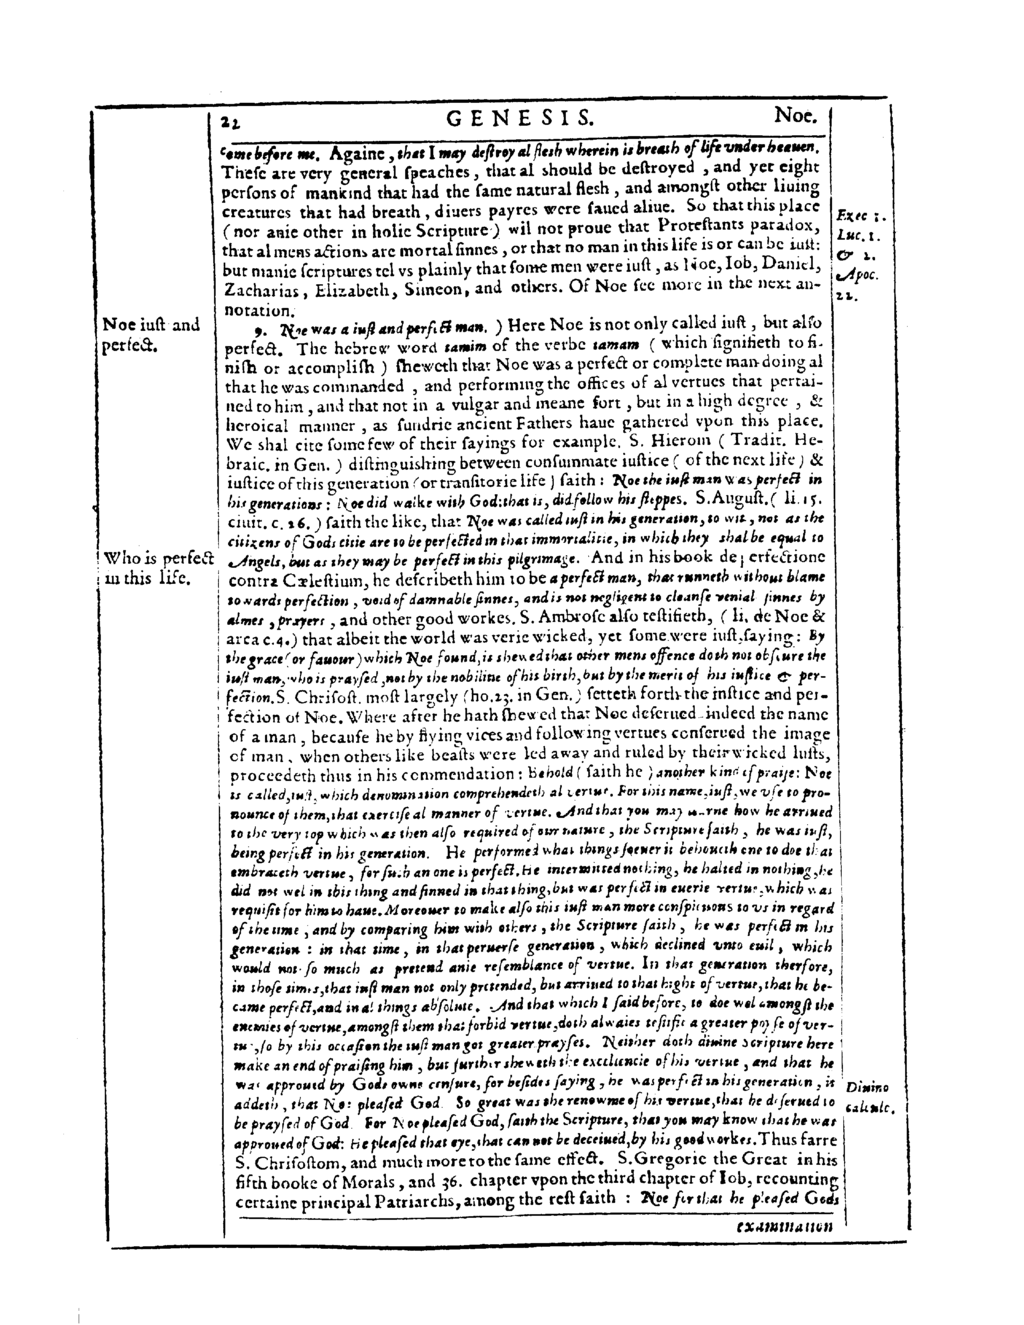 22 GENESIS. Noe.
come before me. Againe, that I may destroy al flesh wherein is breath of life vnder heauen.
Theſe are very general ſpeaches, that al should be deſtroyed, and yet eight
perſons of mankind that had the ſame natural flesh, and amongſt other liuing
creatures that had breath, diuers payres were ſaued aliue. So that this place
(nor anie other in holie Scripture) wil not proue that Proteſtants paradox,
that al mens actions are mortal ſinnes, or that no man in this life is or can be iuſt:
but manie ſcriptures tel vs plainly that ſome men were iuſt, as Noe, Iob, Daniel,
Zacharias, Elizabeth, Simeon, and others. Of Noe ſee more in the next an-
notation.
Ezec
Luc. 1.
& 2.
Apoc.
22.
Noe iuſt and
perfect.
9. Noe was a iuſt and perfect man.) Here Noe is not only called iuſt, but alſo
perfect. The hebrew word tamim of the verbe tamam (which ſignifieth to fi-
niſh or accompliſh) ſheweth that Noe was a perfect or complete man doing al
that he was commanded, and performing the offices of al vertues that pertai-
ned to him, and that not in a vulgar and meane ſort, but in a high degree, &
heroical manner, as ſundrie ancient Fathers haue gathered vpon this place.
We shal cite ſome few of their ſayings for example. S. Hierom (Tradit. He-
braic. in Gen.) diſtinguishing between conſummate iuſtice (of the next life) &
iuſtice of this generation (or tranſitorie life) ſaith: Noe the iuſt man was perfect in
his generations: Noe did walke with God: that is, did follow his ſteppes. S. Auguſt. (li. 15.
ciuit. c. 26.) ſaith the like, that Noe was called iuſt in his generation, to wit, not as the
citizens of Gods citie are to be perfected in that immortalitie, in which they shal be equal to
Angels, but as they may be perfect in this pilgrimage. And in his book de perfectione
Who is perfect
in this life.
contra Cæleſtium, he deſcribeth him to be a perfect man, that runneth without blame
towards perfection, void of damnable ſinnes, and is not negligent to cleanſe venial ſinnes by
almes, prayers, and other good workes. S. Ambroſe alſo teſtifieth, (li. de Noe &
arca c. 4.) that albeit the world was verie wicked, yet ſome were iuſt, ſaying: By
the grace (or fauour) which Noe found, is shewed that other mens offence doth not obſcure the
iuſt man, who is prayſed, not by the nobilitie of his birth, but by the merit of his iuſtice & per-
fection. S. Chriſoſt. moſt largely (ho. 23. in Gen.) ſetteth forth the iuſtice and per-
fection of Noe. Where after he hath shewed that Noe deſerued indeed the name
of a man, becauſe he by flying vices and following vertues conſerued the image
of man, when others like beaſts were led away and ruled by their wicked luſts,
proceedeth thus in his commendation: Behold (ſaith he) another kind of praiſe: Noe
is called, iuſt, which denomination comprehendeth al vertue. For this name, iuſt, we vſe to pro-
nounce of them, that exerciſe al manner of vertue. And that you may learne how he arriued
to the very top which was then alſo required of our nature, the Scripture ſaith, he was iuſt,
being perfect in his generation. He performed what things ſoeuer it behoueth one to doe that
embraceth vertue, for ſuch an one is perfect, He intermitted nothing, he halted in nothing, he
did not wel in this thing and ſinned in that thing, but was perfect in euerie vertue, which was
requiſit for him to haue. Moreouer to make alſo this iuſt man more conſpicuous to vs in regard
of the time, and by comparing him with others, the Scripture ſaith, he was perfect in his
generation: in that time, in that peruerſe generation, which declined vnto euil, which
would not ſo much as pretend anie reſemblance of vertue. In that generation therfore,
in thoſe times, that iuſt man not only pretended, but arriued to that hight of vertue, that he be-
came perfect, and in al things abſolute. And that which I ſaid before, to doe wel amongſt the
enemies of vertue, amongſt them that forbid vertue, doth alwaies teſtifie a greater of ver-
tue, ſo by this occaſion the iuſt man got greater prayſes. Neither doth diuine Scripture here
make an end of praiſing him, but further sheweth the excellencie of his vertue, and that he
was approued by Gods owne cenſure, for beſides ſaying, he was perfect in his generation, it
addeth, that Noe pleaſed God. So great was the renowme of his vertue, that he deſerued to
be prayſed of God. For Noe pleaſed God, ſaith the Scripture, that you may know that he was
approued of God: He pleaſed that eye, that can not be deceiued, by his good workes. Thus farre
Diuino
calculc.
S. Chriſoſtom, and much more to the ſame effect. S. Gregorie the Great in his
fifth booke of Morals, and 36. chapter vpon the third chapter of Iob, recounting
certaine principal Patriarchs, among the reſt ſaith: Noe for that he pleaſed Gods
examination